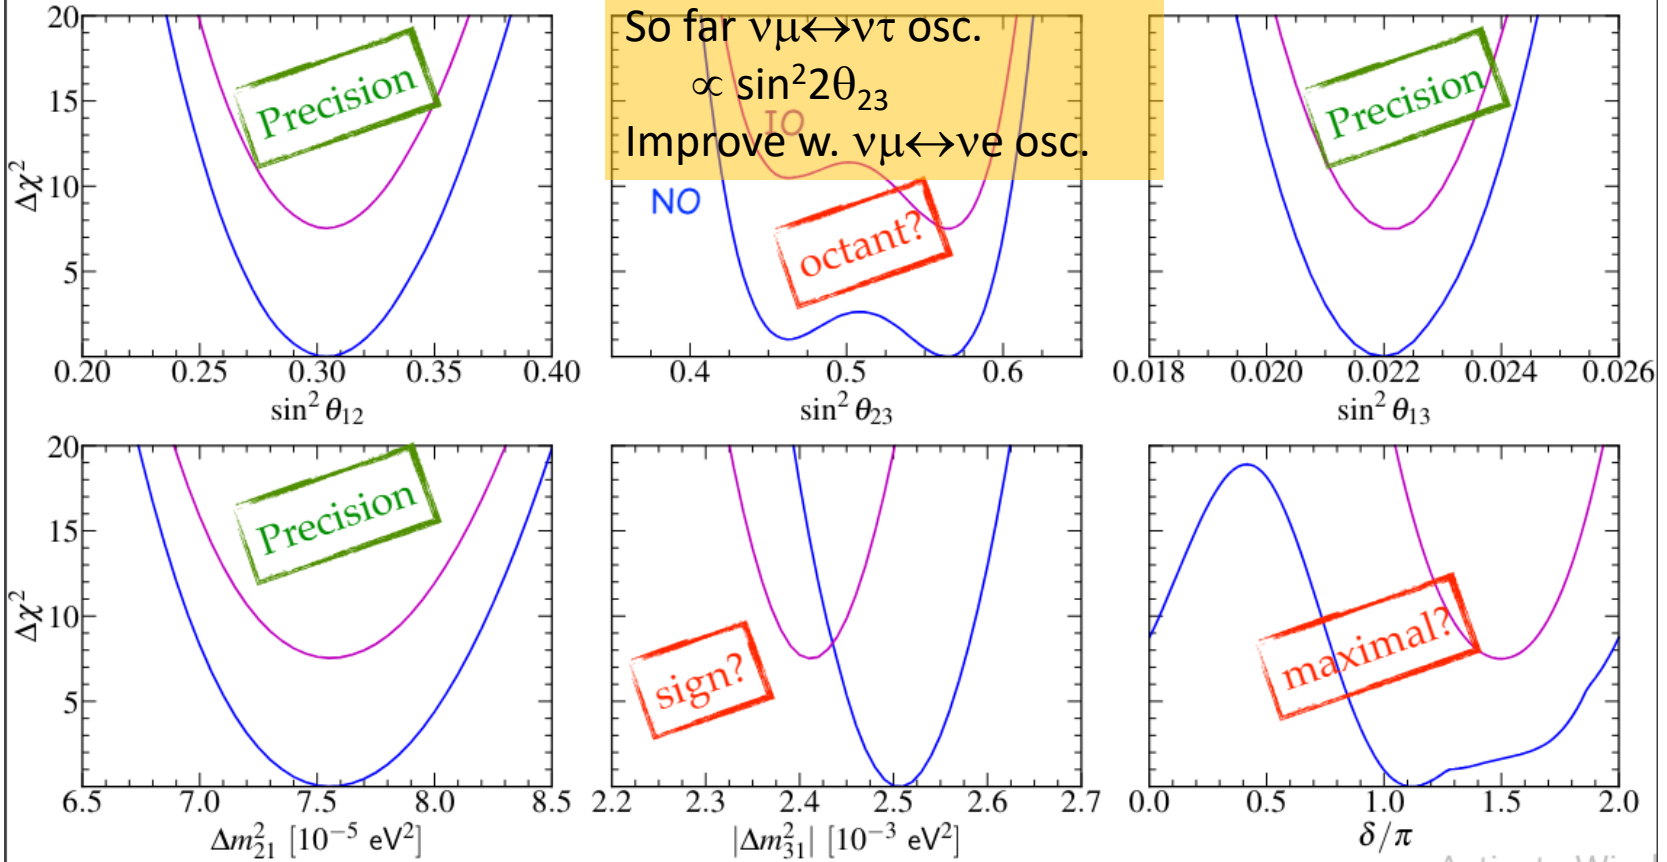 So far νμ↔ντ osc.
∝ sin²2θ₂₃
Improve w. νμ↔νe osc.
20
15
10
5
Δχ²
Precision
0.20 0.25 0.30 0.35 0.40
sin² θ₁₂
IO
NO
octant?
0.4 0.5 0.6
sin² θ₂₃
Precision
0.018 0.020 0.022 0.024 0.026
sin² θ₁₃
20
15
10
5
Δχ²
Precision
6.5 7.0 7.5 8.0 8.5
Δm²₂₁ [10⁻⁵ eV²]
sign?
2.2 2.3 2.4 2.5 2.6 2.7
|Δm²₃₁| [10⁻³ eV²]
maximal?
0.0 0.5 1.0 1.5 2.0
δ/π